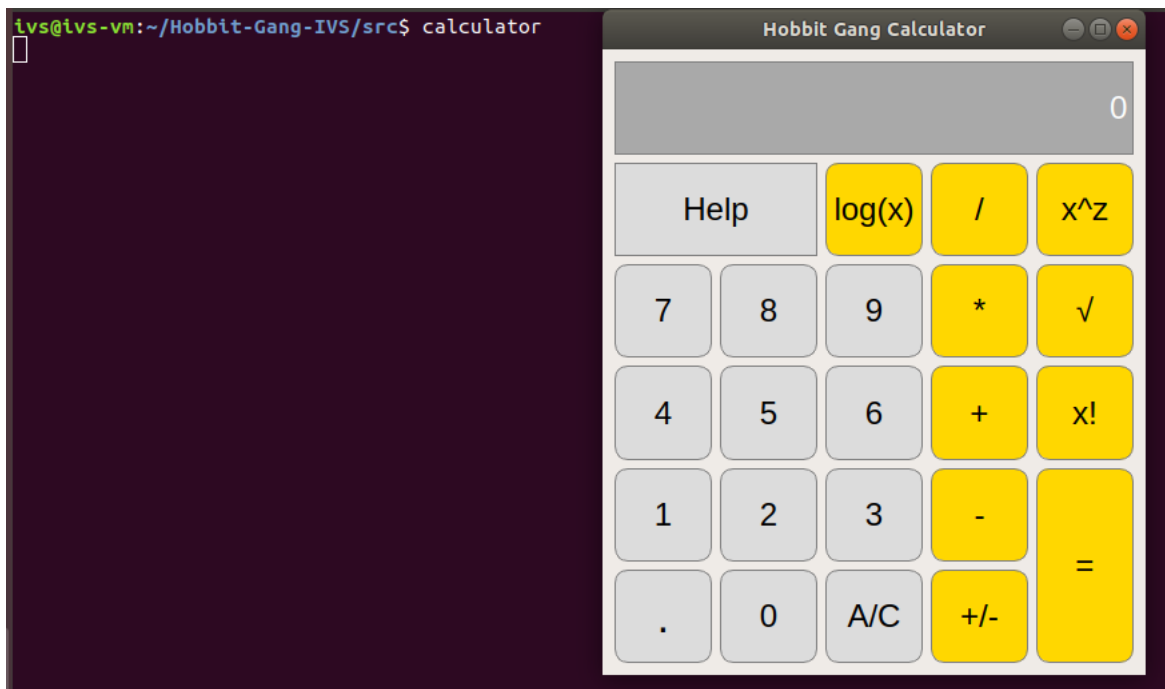 ivs@ivs-vm:~/Hobbit-Gang-IVS/src$ calculator
Hobbit Gang Calculator
0
Help log(x) / x^z
7 8 9 * √
4 5 6 + x!
1 2 3 - =
. 0 A/C +/-